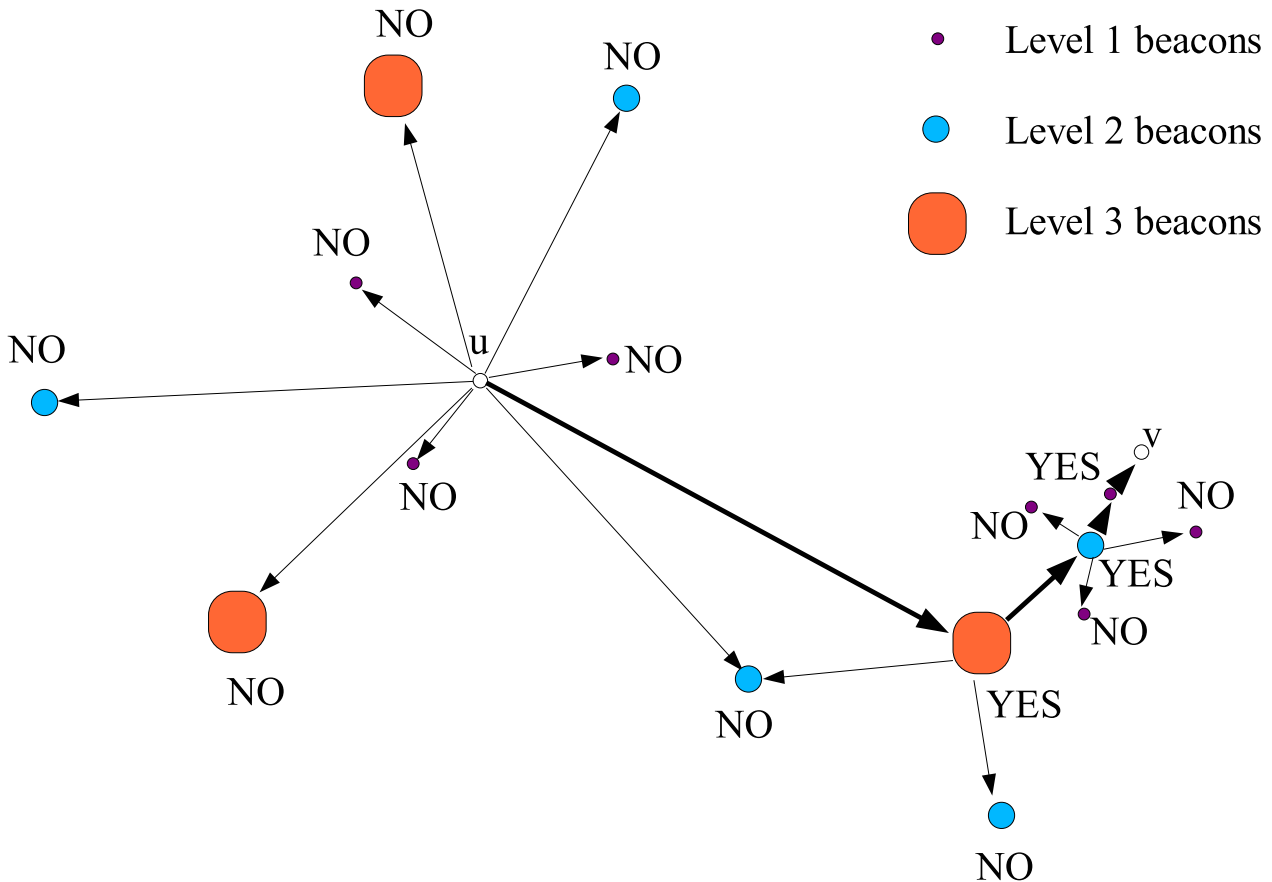 NO
NO
Level 1 beacons
Level 2 beacons
Level 3 beacons
NO
u
NO
NO
NO
v
YES
NO
NO
YES
NO
NO
YES
NO
NO